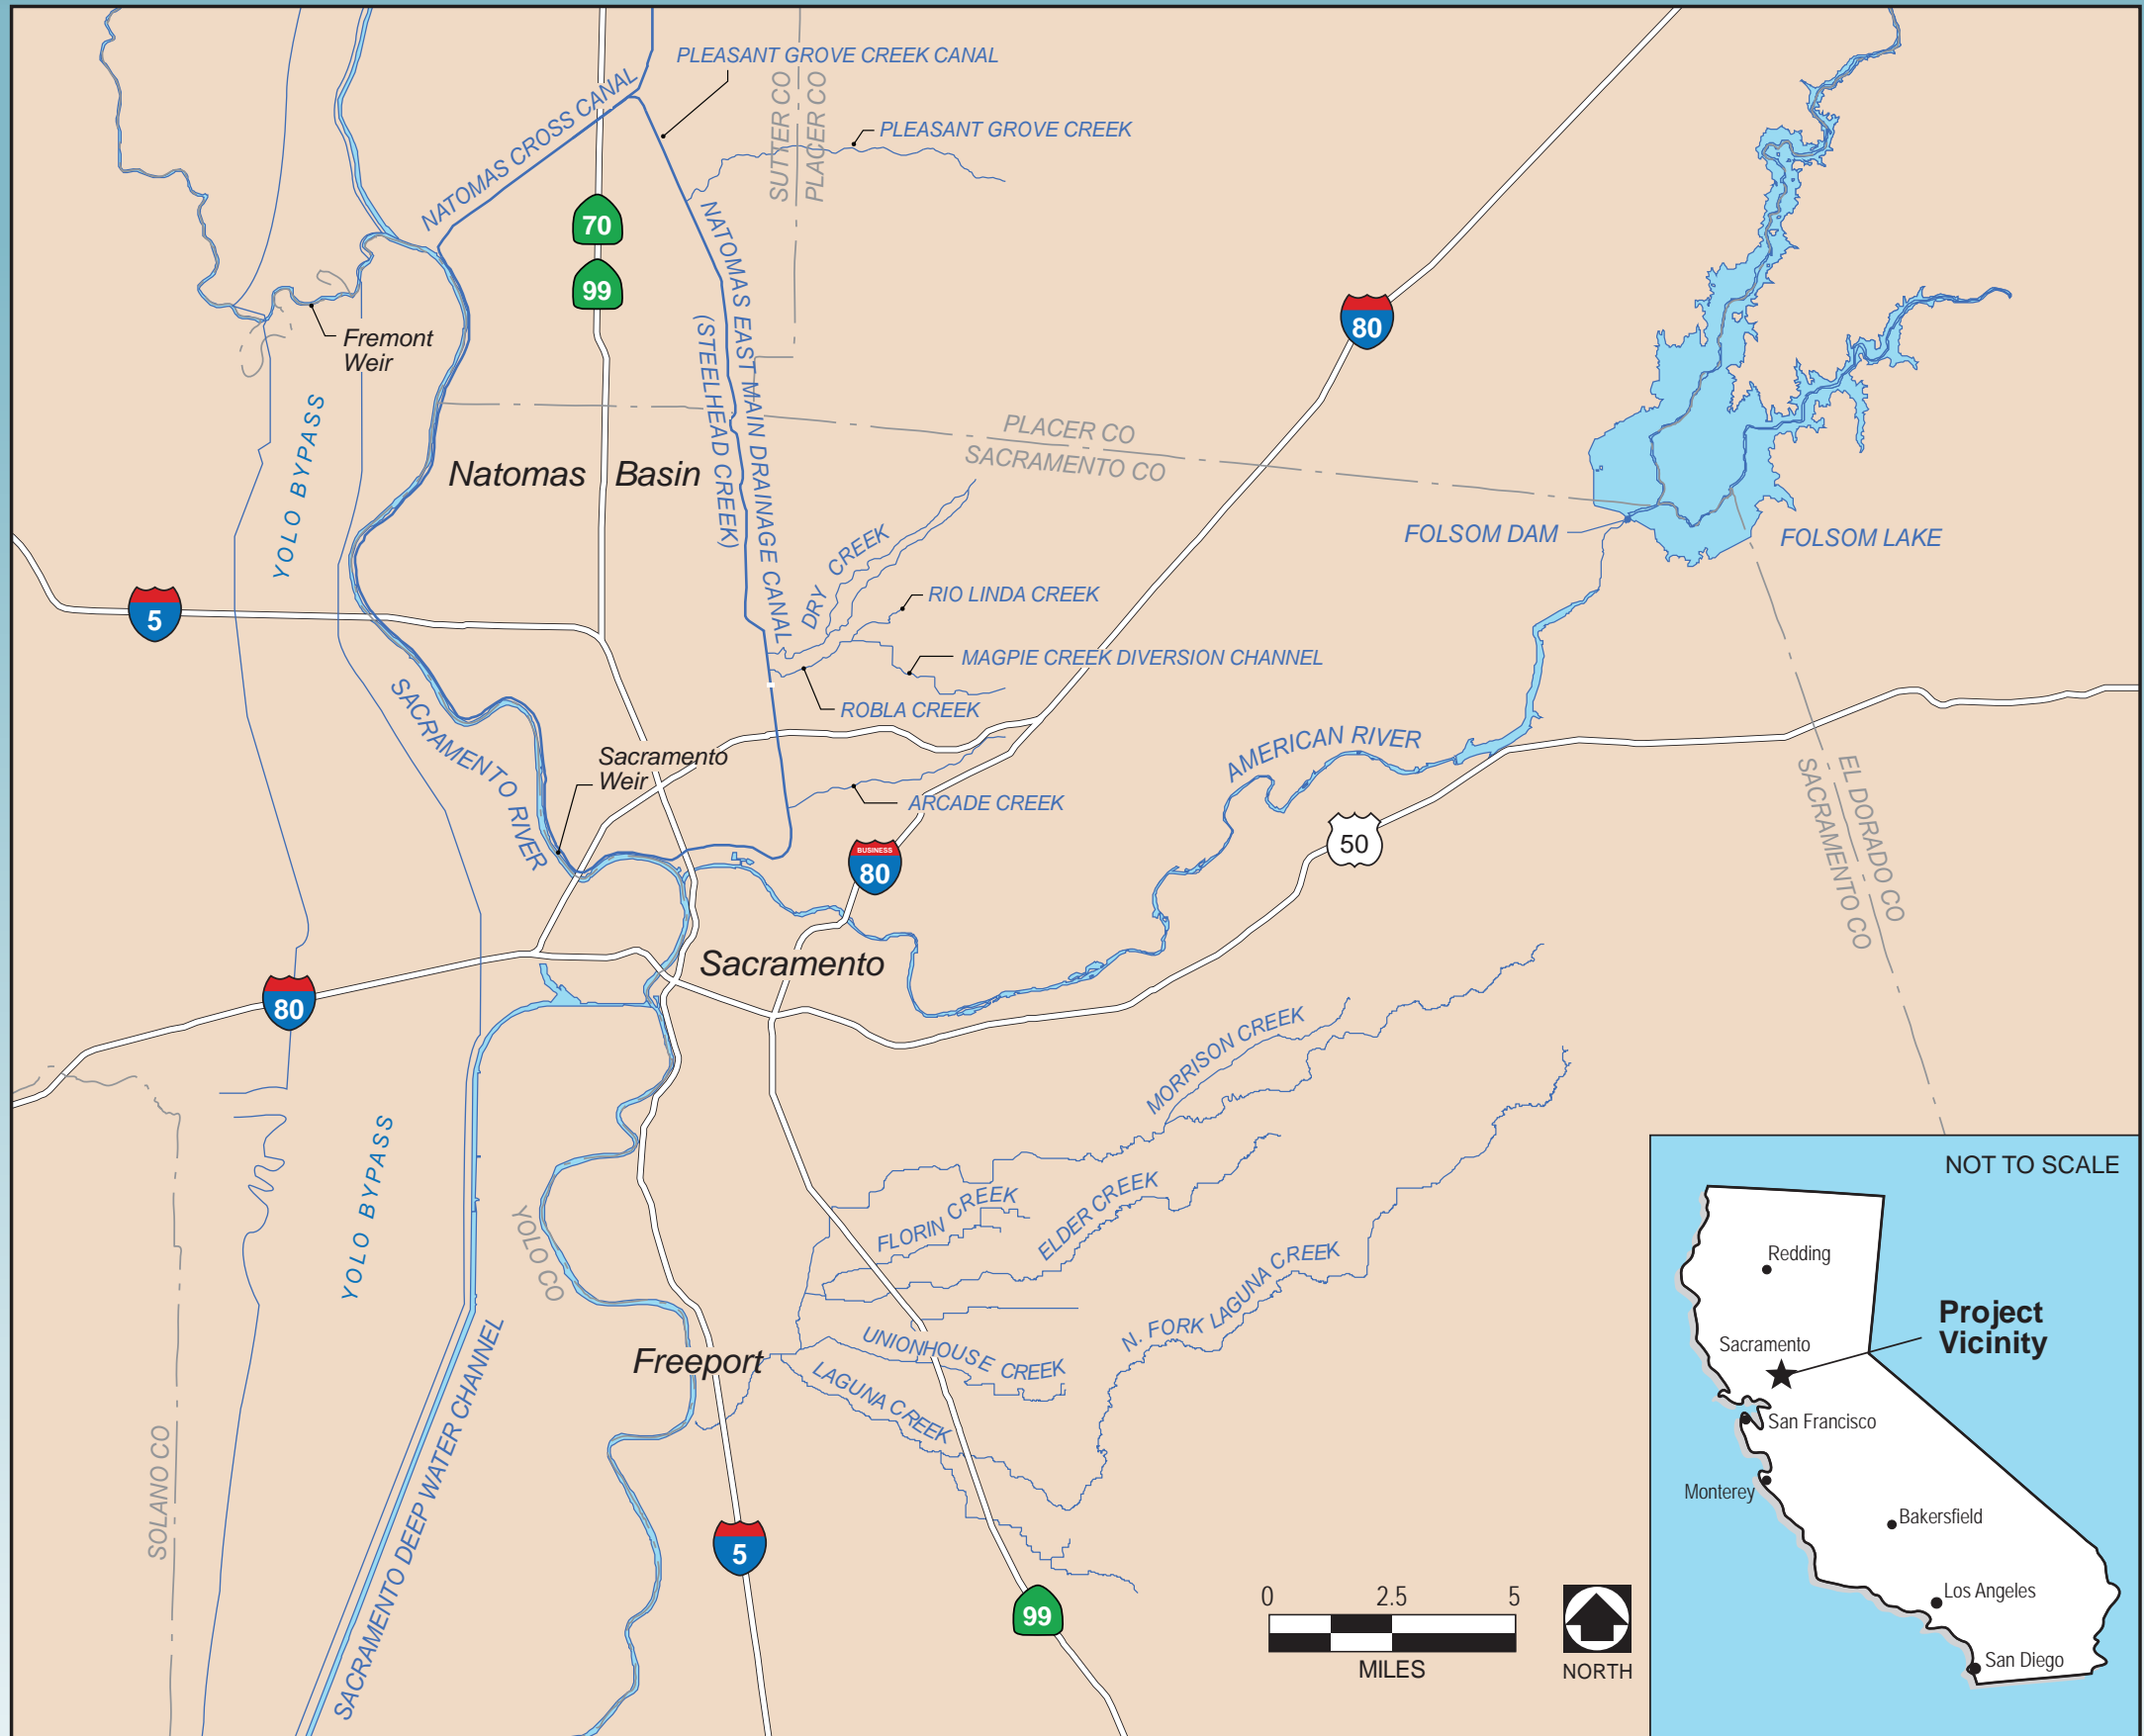 PLEASANT GROVE CREEK CANAL
NATOMAS CROSS CANAL
SUTTER CO
PLACER CO
PLEASANT GROVE CREEK
70
99
NATOMAS EAST MAIN DRAINAGE CANAL
(STEELHEAD CREEK)
80
Fremont
Weir
YOLO BYPASS
Natomas Basin
PLACER CO
SACRAMENTO CO
FOLSOM DAM
FOLSOM LAKE
DRY CREEK
RIO LINDA CREEK
5
MAGPIE CREEK DIVERSION CHANNEL
ROBLA CREEK
SACRAMENTO RIVER
Sacramento
Weir
AMERICAN RIVER
ARCADE CREEK
EL DORADO CO
SACRAMENTO CO
50
BUSINESS
80
Sacramento
80
MORRISON CREEK
YOLO BYPASS
YOLO CO
FLORIN CREEK
ELDER CREEK
N. FORK LAGUNA CREEK
UNIONHOUSE CREEK
Freeport
LAGUNA CREEK
SOLANO CO
SACRAMENTO DEEP WATER CHANNEL
5
99
0 2.5 5
MILES
NORTH
NOT TO SCALE
Redding
Project
Vicinity
Sacramento
San Francisco
Monterey
Bakersfield
Los Angeles
San Diego